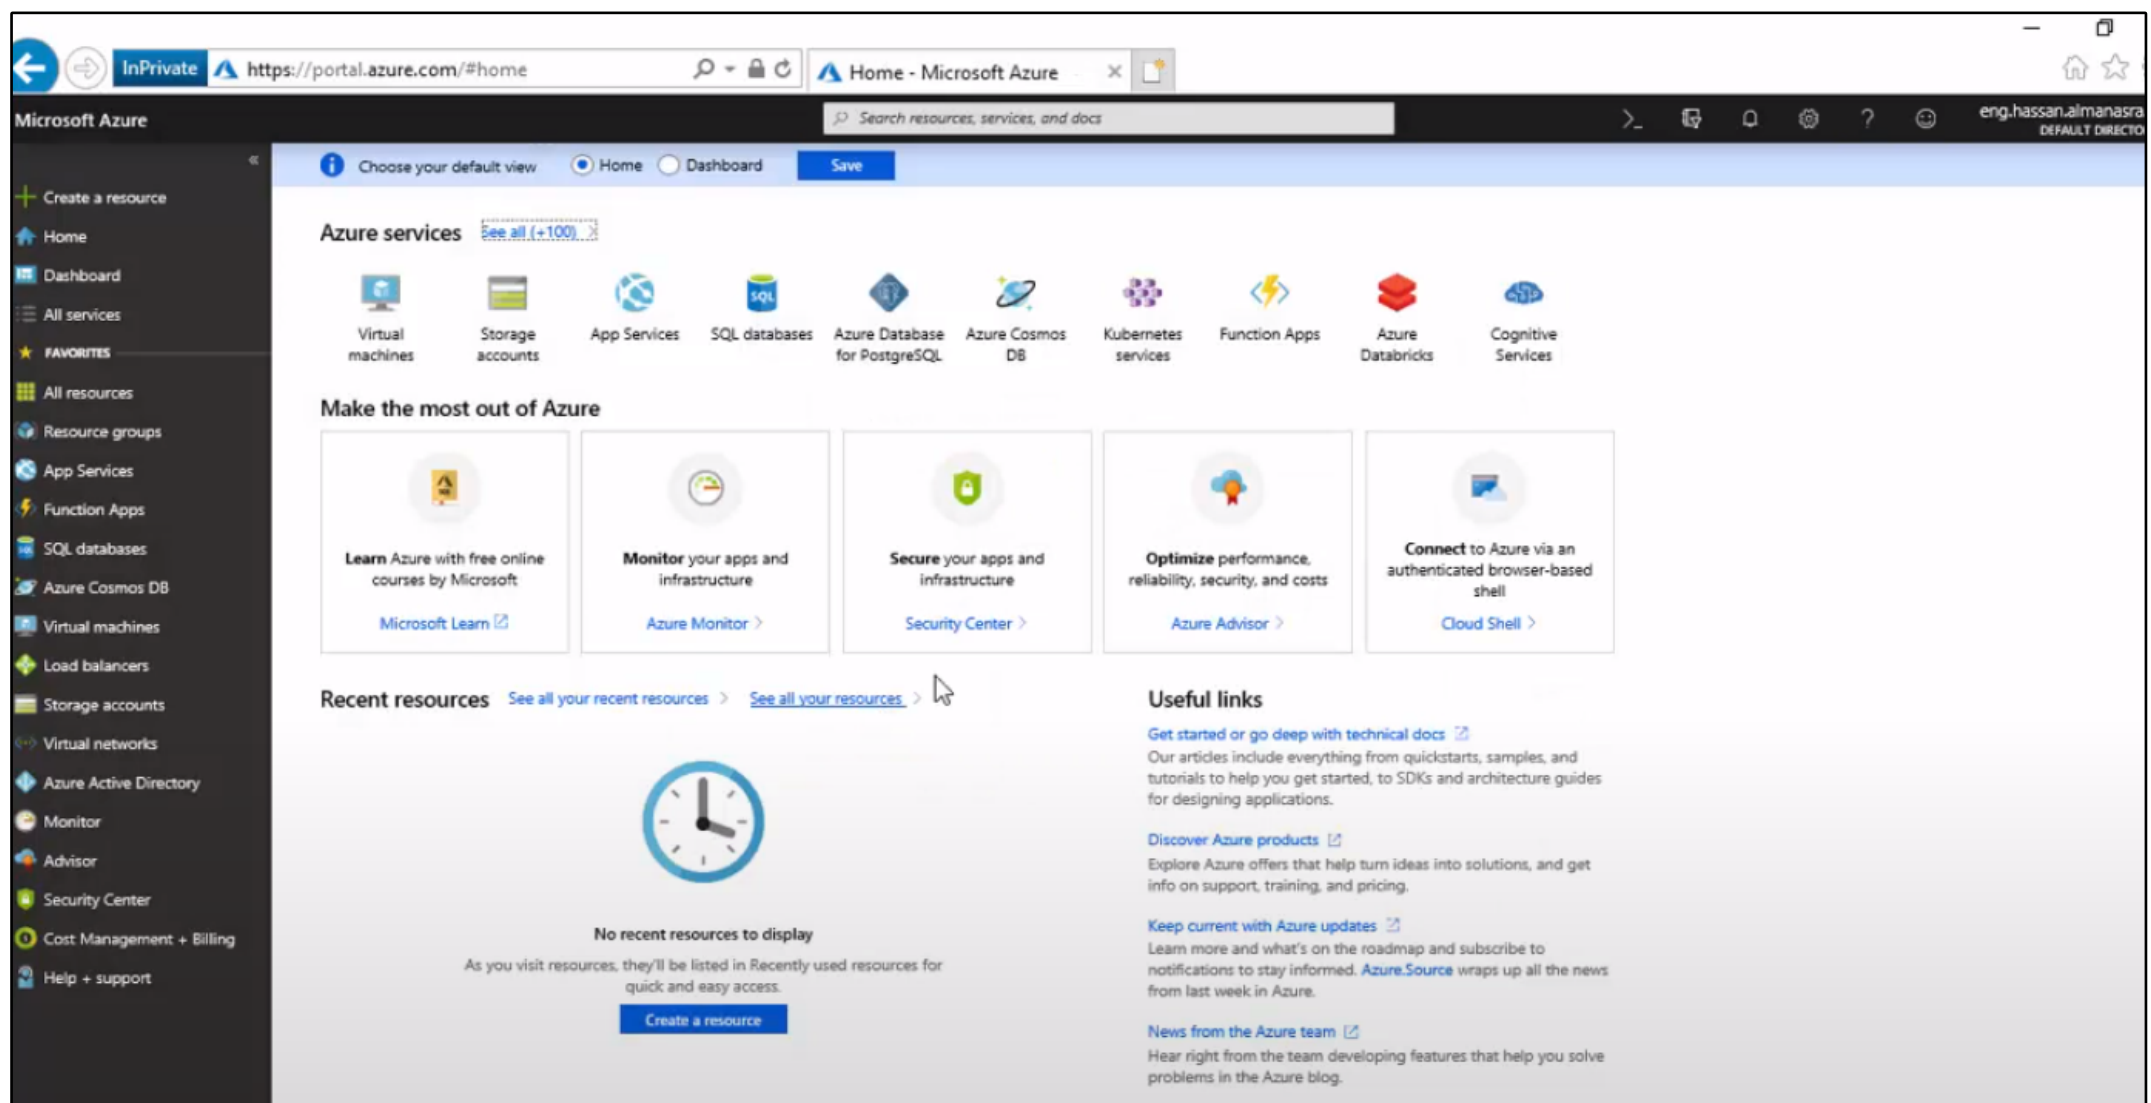 InPrivate
https://portal.azure.com/#home
Home - Microsoft Azure
Microsoft Azure
Search resources, services, and docs
eng.hassan.almanasra
DEFAULT DIRECTO
Create a resource
Home
Dashboard
All services
FAVORITES
All resources
Resource groups
App Services
Function Apps
SQL databases
Azure Cosmos DB
Virtual machines
Load balancers
Storage accounts
Virtual networks
Azure Active Directory
Monitor
Advisor
Security Center
Cost Management + Billing
Help + support
Choose your default view
Home
Dashboard
Save
Azure services
See all (+100)
Virtual
machines
Storage
accounts
App Services
SQL
SQL databases
Azure Database
for PostgreSQL
Azure Cosmos
DB
Kubernetes
services
Function Apps
Azure
Databricks
Cognitive
Services
Make the most out of Azure
Learn Azure with free online
courses by Microsoft
Microsoft Learn
Monitor your apps and
infrastructure
Azure Monitor
Secure your apps and
infrastructure
Security Center
Optimize performance,
reliability, security, and costs
Azure Advisor
Connect to Azure via an
authenticated browser-based
shell
Cloud Shell
Recent resources
See all your recent resources
See all your resources
No recent resources to display
As you visit resources, they'll be listed in Recently used resources for
quick and easy access.
Create a resource
Useful links
Get started or go deep with technical docs
Our articles include everything from quickstarts, samples, and
tutorials to help you get started, to SDKs and architecture guides
for designing applications.
Discover Azure products
Explore Azure offers that help turn ideas into solutions, and get
info on support, training, and pricing.
Keep current with Azure updates
Learn more and what's on the roadmap and subscribe to
notifications to stay informed. Azure.Source wraps up all the news
from last week in Azure.
News from the Azure team
Hear right from the team developing features that help you solve
problems in the Azure blog.